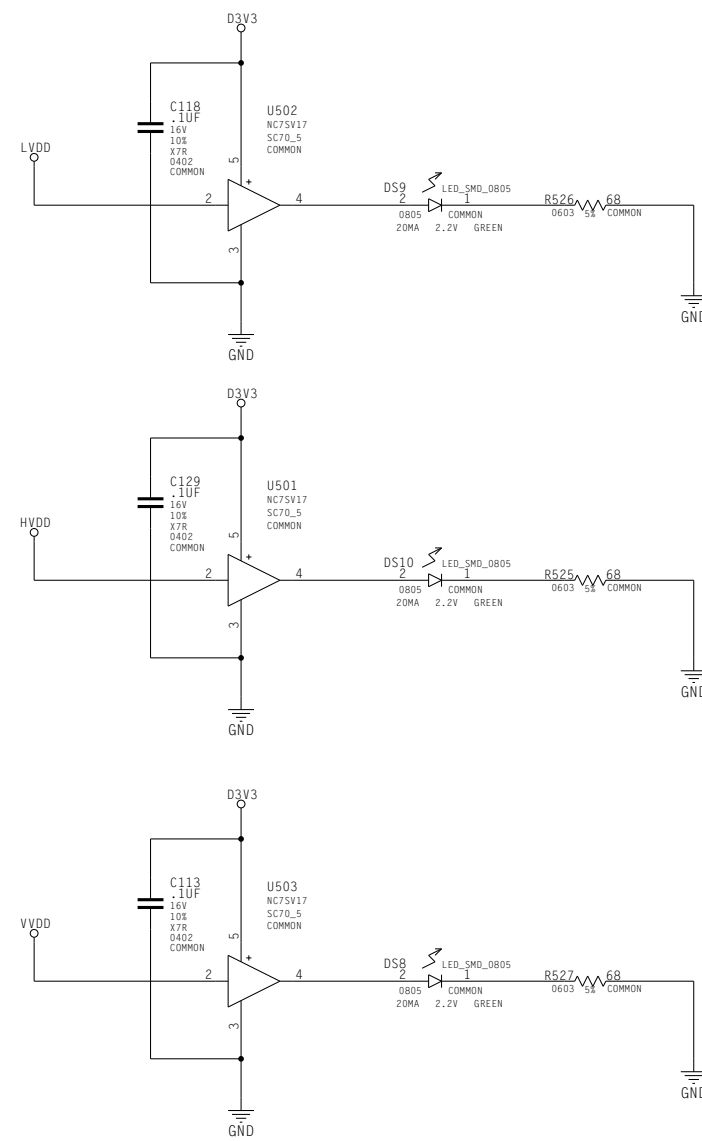 D3V3
C118
.1UF
16V
10%
X7R
0402
COMMON
U502
NC7SV17
SC70_5
COMMON
LVDD
5
+
2
4
3
DS9
LED_SMD_0805
2
1
0805 COMMON
20MA 2.2V GREEN
R526 68
0603 5% COMMON
GND
GND
D3V3
C129
.1UF
16V
10%
X7R
0402
COMMON
U501
NC7SV17
SC70_5
COMMON
HVDD
5
+
2
4
3
DS10
LED_SMD_0805
2
1
0805 COMMON
20MA 2.2V GREEN
R525 68
0603 5% COMMON
GND
GND
D3V3
C113
.1UF
16V
10%
X7R
0402
COMMON
U503
NC7SV17
SC70_5
COMMON
VVDD
5
+
2
4
3
DS8
LED_SMD_0805
2
1
0805 COMMON
20MA 2.2V GREEN
R527 68
0603 5% COMMON
GND
GND